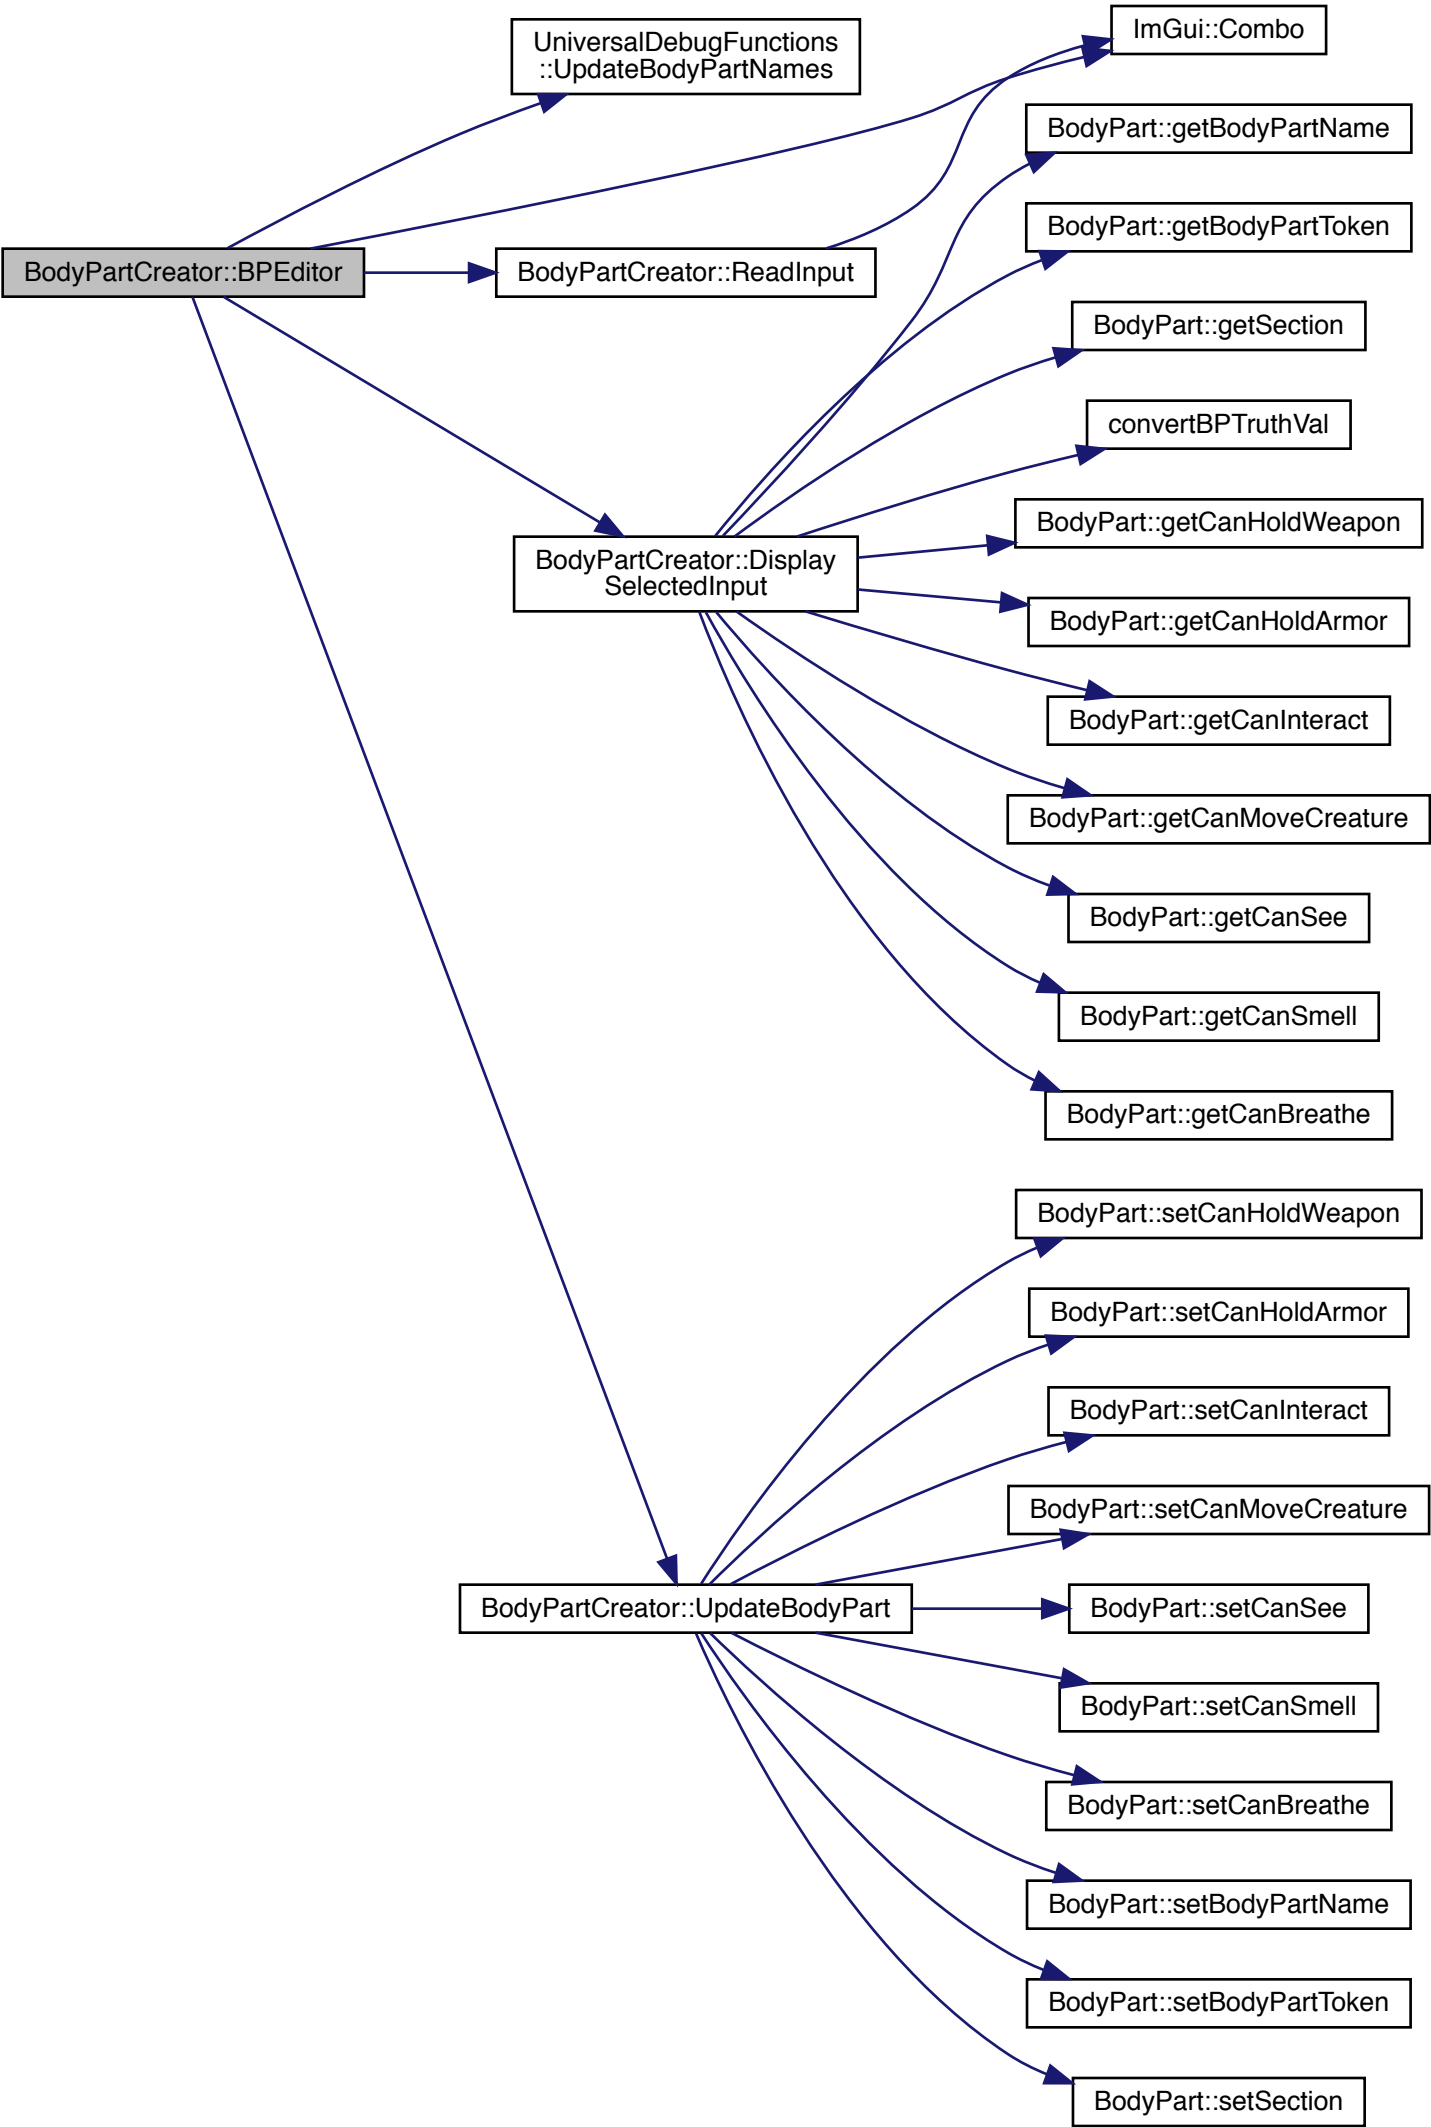 BodyPartCreator::BPEditor
UniversalDebugFunctions
::UpdateBodyPartNames
ImGui::Combo
BodyPartCreator::ReadInput
BodyPartCreator::Display
SelectedInput
BodyPart::getBodyPartName
BodyPart::getBodyPartToken
BodyPart::getSection
convertBPTruthVal
BodyPart::getCanHoldWeapon
BodyPart::getCanHoldArmor
BodyPart::getCanInteract
BodyPart::getCanMoveCreature
BodyPart::getCanSee
BodyPart::getCanSmell
BodyPart::getCanBreathe
BodyPartCreator::UpdateBodyPart
BodyPart::setCanHoldWeapon
BodyPart::setCanHoldArmor
BodyPart::setCanInteract
BodyPart::setCanMoveCreature
BodyPart::setCanSee
BodyPart::setCanSmell
BodyPart::setCanBreathe
BodyPart::setBodyPartName
BodyPart::setBodyPartToken
BodyPart::setSection